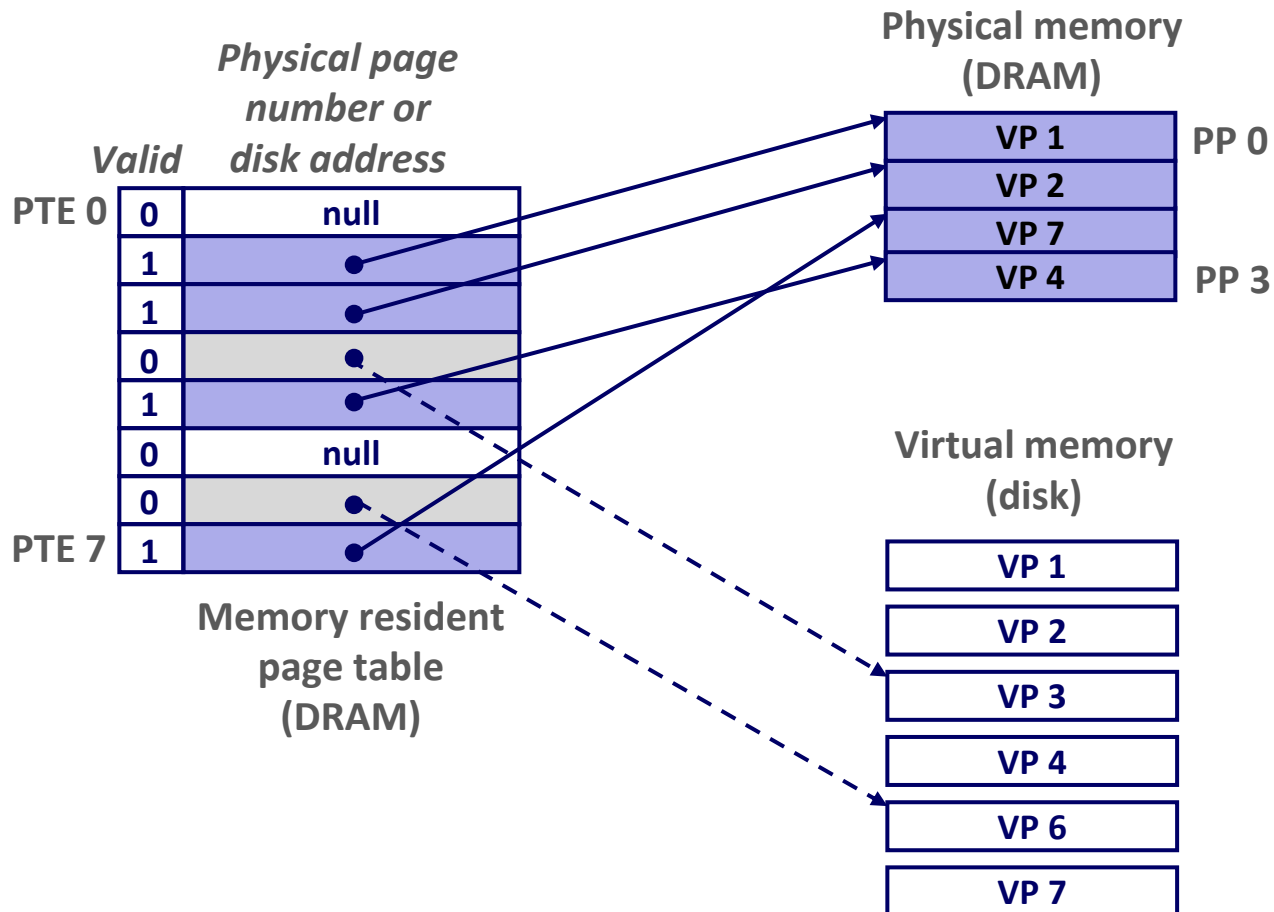 Physical memory
(DRAM)
Physical page
number or
disk address
Valid
VP 1
PP 0
VP 2
VP 7
VP 4
PP 3
PTE 0
0
null
1
1
0
1
0
null
0
PTE 7
1
Memory resident
page table
(DRAM)
Virtual memory
(disk)
VP 1
VP 2
VP 3
VP 4
VP 6
VP 7